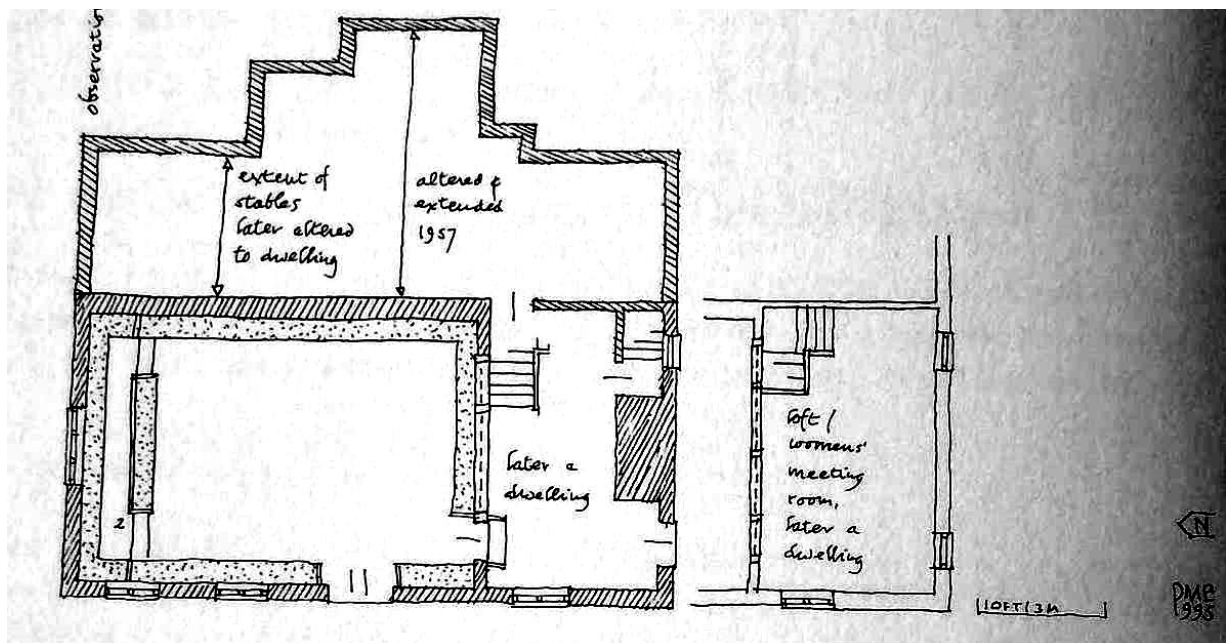 observation
extent of
stables
later altered
to dwelling
altered &
extended
1957
later a
dwelling
2
loft /
womens'
meeting
room,
later a
dwelling
N
10FT/3M
DMB
1995